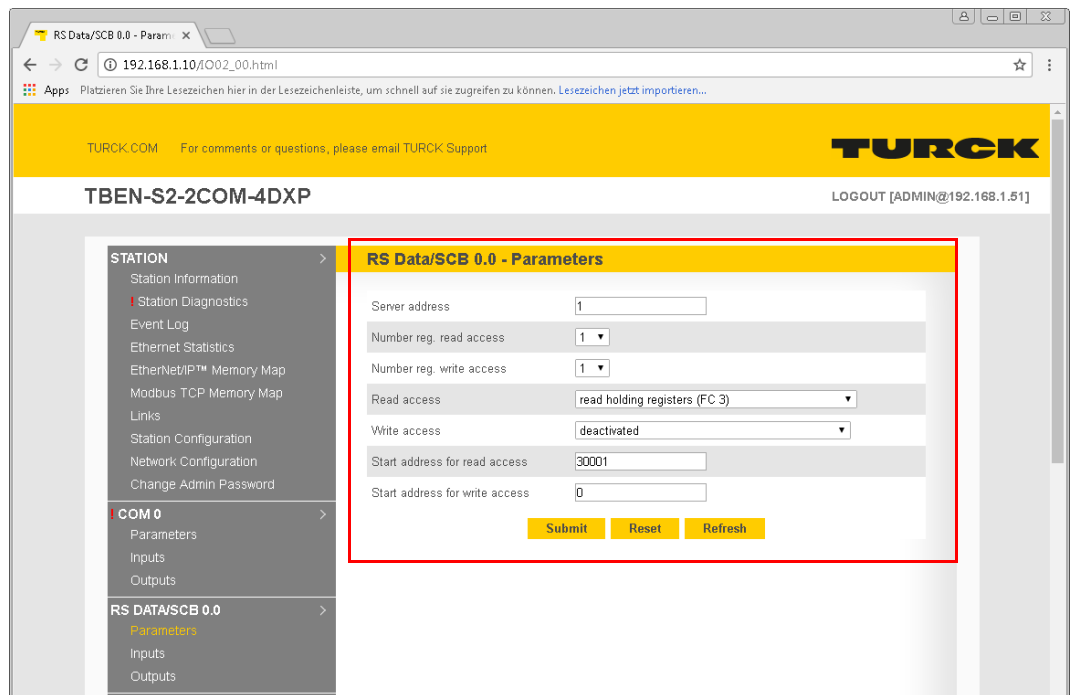 RS Data/SCB 0.0 - Parame
192.168.1.10/IO02_00.html
Apps Platzieren Sie Ihre Lesezeichen hier in der Lesezeichenleiste, um schnell auf sie zugreifen zu können. Lesezeichen jetzt importieren...
TURCK.COM For comments or questions, please email TURCK Support
TURCK
TBEN-S2-2COM-4DXP
LOGOUT [ADMIN@192.168.1.51]
STATION
Station Information
! Station Diagnostics
Event Log
Ethernet Statistics
EtherNet/IP™ Memory Map
Modbus TCP Memory Map
Links
Station Configuration
Network Configuration
Change Admin Password
! COM 0
Parameters
Inputs
Outputs
RS DATA/SCB 0.0
Parameters
Inputs
Outputs
RS Data/SCB 0.0 - Parameters
Server address 1
Number reg. read access 1
Number reg. write access 1
Read access read holding registers (FC 3)
Write access deactivated
Start address for read access 30001
Start address for write access 0
Submit Reset Refresh